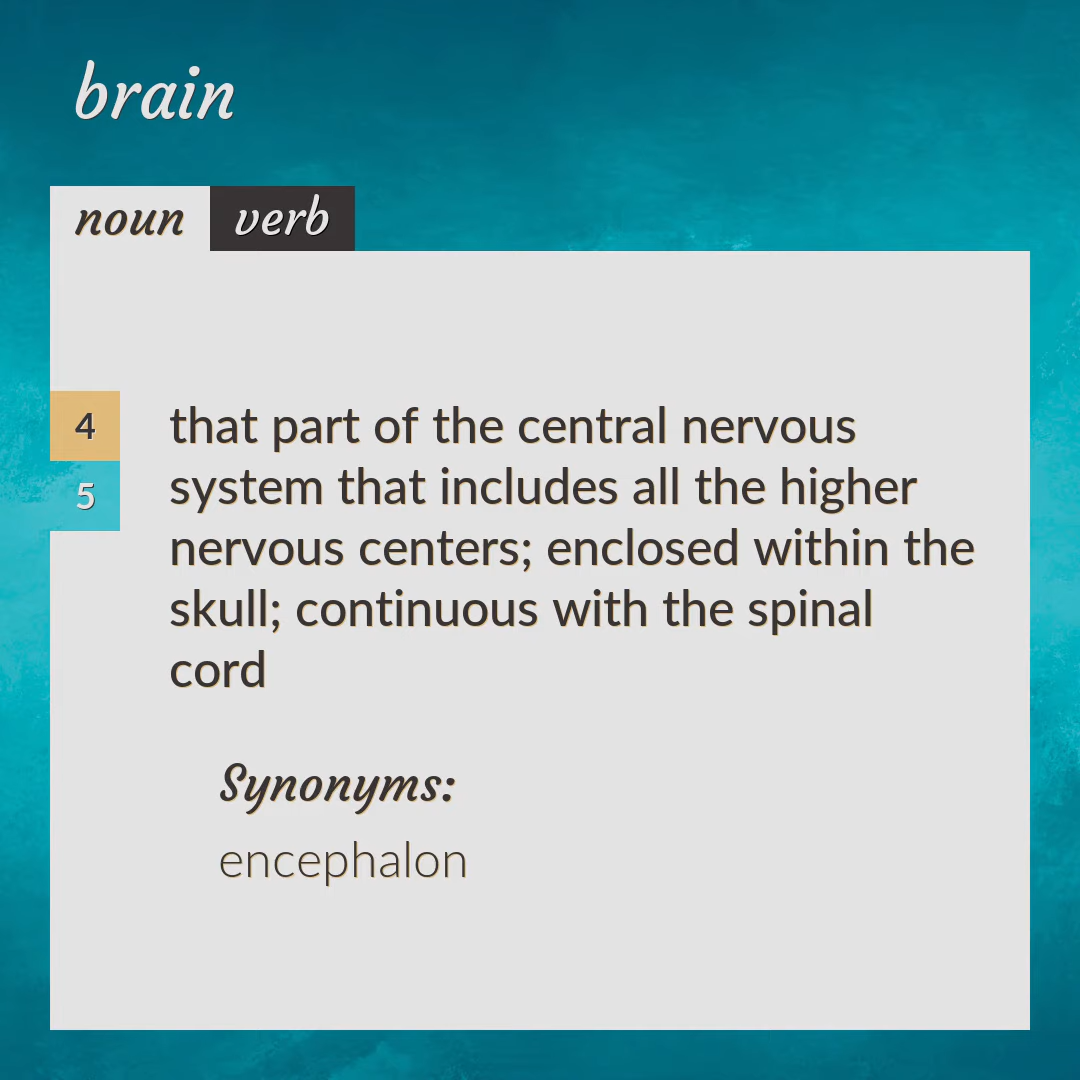 brain
noun verb
4
5
that part of the central nervous
system that includes all the higher
nervous centers; enclosed within the
skull; continuous with the spinal
cord
Synonyms:
encephalon